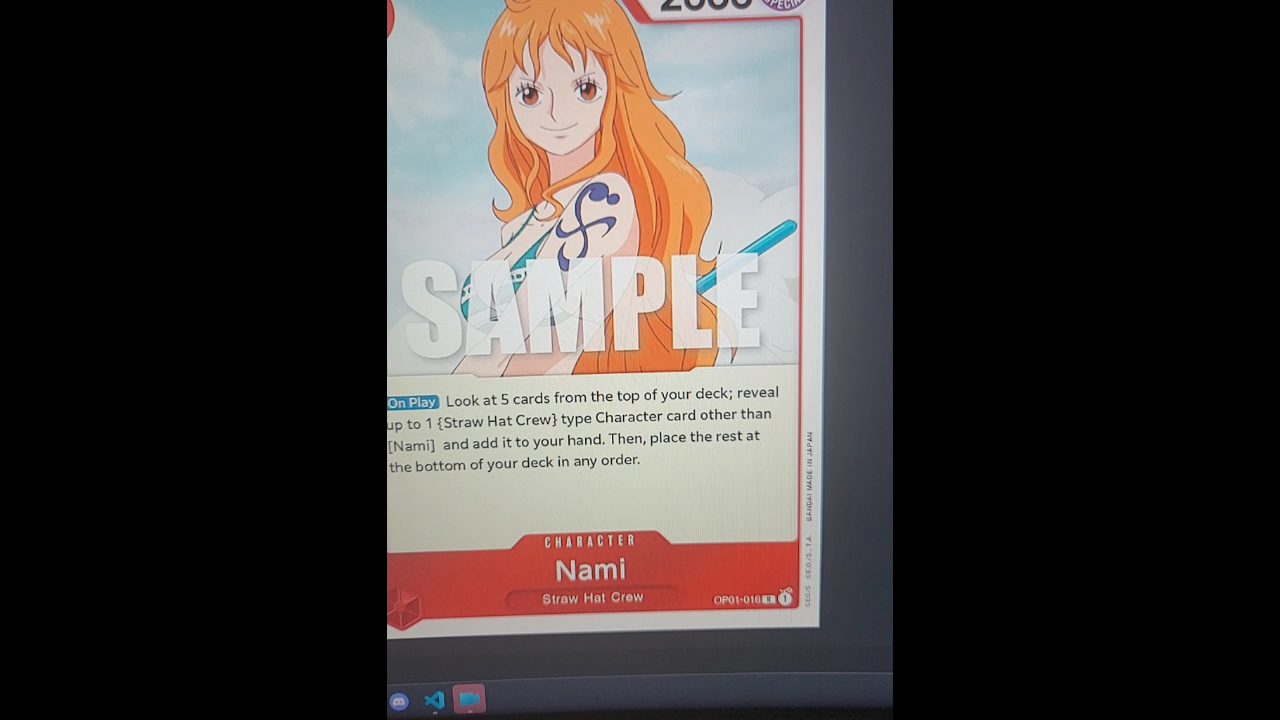 2000
SPECIAL
SAMPLE
On Play Look at 5 cards from the top of your deck; reveal
up to 1 {Straw Hat Crew} type Character card other than
[Nami] and add it to your hand. Then, place the rest at
the bottom of your deck in any order.
CHARACTER
Nami
Straw Hat Crew
OP01-016 R 1
©E.O./S., T.A. BANDAI MADE IN JAPAN